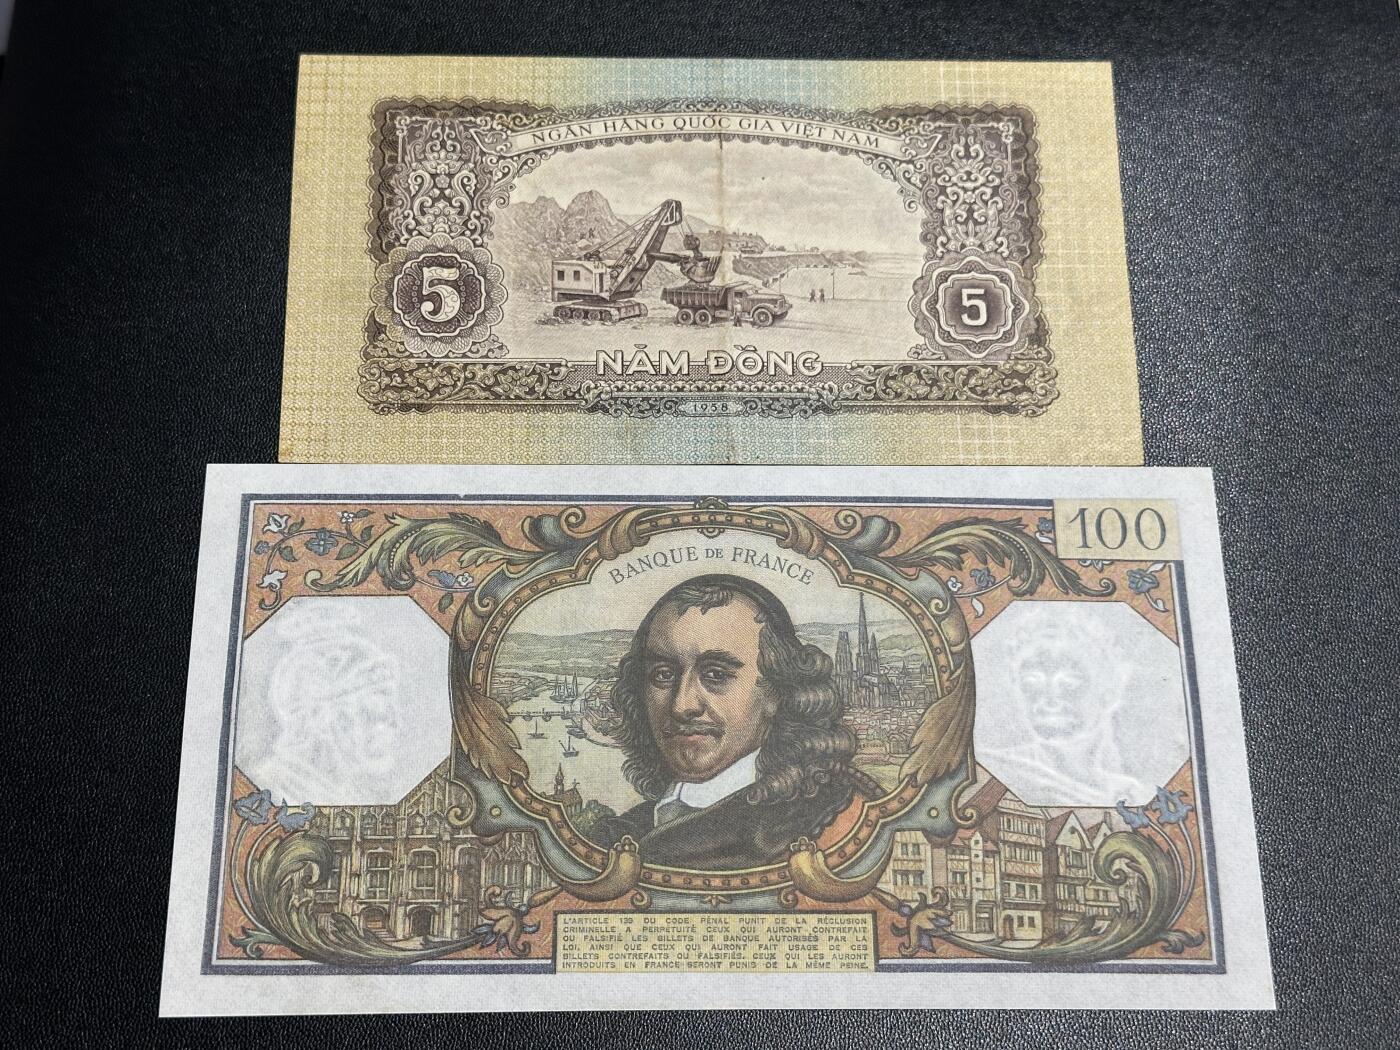 NGÂN HÀNG QUỐC GIA VIỆT NAM
5
5
NĂM ĐỒNG
1958
100
BANQUE DE FRANCE
L'ARTICLE 139 DU CODE PÉNAL PUNIT DE LA RÉCLUSION
CRIMINELLE A PERPÉTUITÉ CEUX QUI AURONT CONTREFAIT
OU FALSIFIÉ LES BILLETS DE BANQUE AUTORISÉS PAR LA
LOI, AINSI QUE CEUX QUI AURONT FAIT USAGE DE CES
BILLETS CONTREFAITS OU FALSIFIÉS. CEUX QUI LES AURONT
INTRODUITS EN FRANCE SERONT PUNIS DE LA MÊME PEINE.